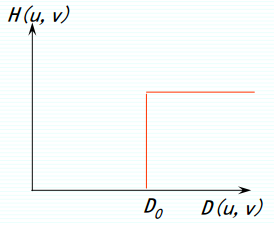 H(u, v)
D₀ D(u, v)